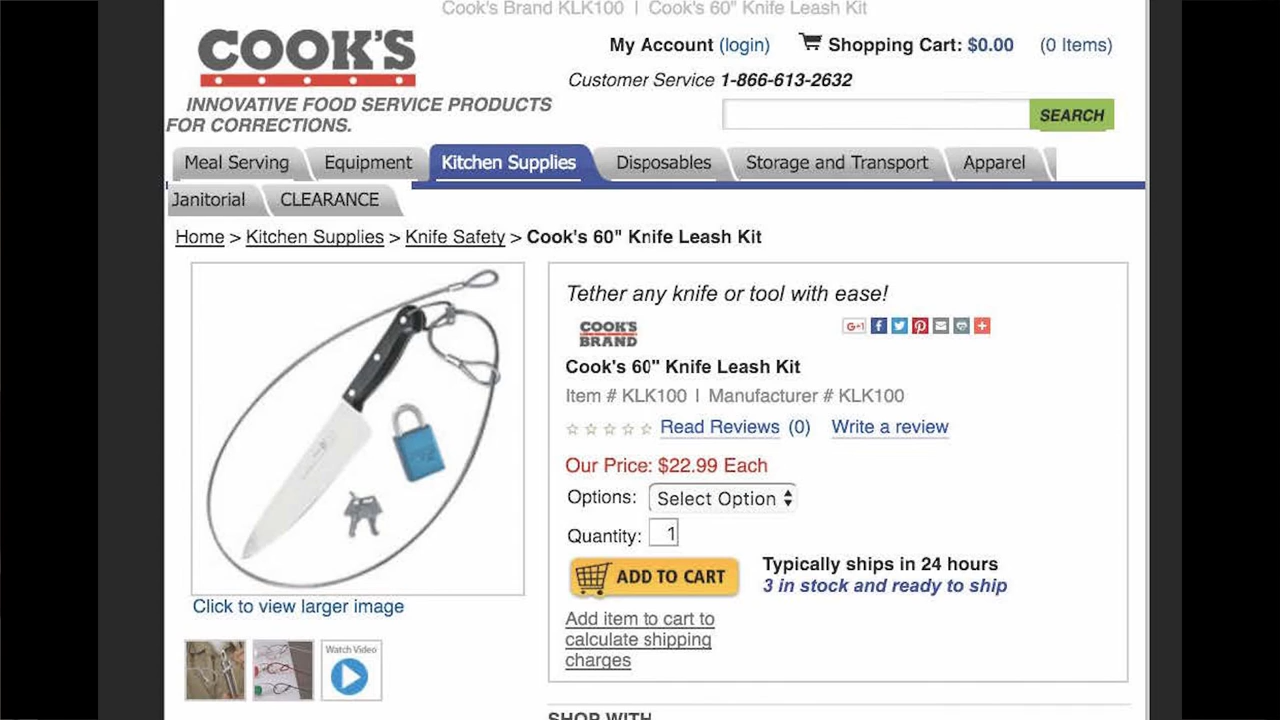 Cook's Brand KLK100 | Cook's 60" Knife Leash Kit
COOK'S
My Account (login) Shopping Cart: $0.00 (0 Items)
Customer Service 1-866-613-2632
INNOVATIVE FOOD SERVICE PRODUCTS
FOR CORRECTIONS.
SEARCH
Meal Serving Equipment Kitchen Supplies Disposables Storage and Transport Apparel
Janitorial CLEARANCE
Home > Kitchen Supplies > Knife Safety > Cook's 60" Knife Leash Kit
Tether any knife or tool with ease!
COOK'S
BRAND
G+1
Cook's 60" Knife Leash Kit
Item # KLK100 | Manufacturer # KLK100
Read Reviews (0) Write a review
Our Price: $22.99 Each
Options: Select Option
Quantity: 1
ADD TO CART
Typically ships in 24 hours
3 in stock and ready to ship
Click to view larger image
Add item to cart to
calculate shipping
charges
Watch Video
SHOP WITH